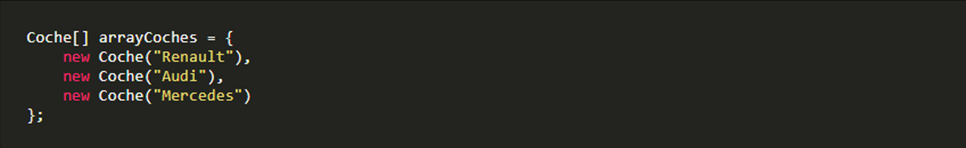 Coche[] arrayCoches = {
    new Coche("Renault"),
    new Coche("Audi"),
    new Coche("Mercedes")
};